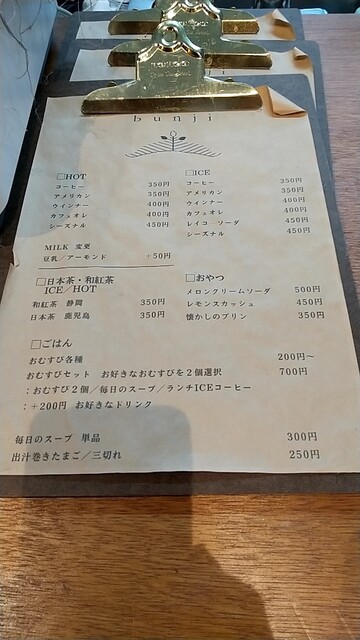 bunji
□HOT
コーヒー 350円
アメリカン 350円
ウインナー 400円
カフェオレ 400円
シーズナル 450円
MILK 変更
豆乳/アーモンド +50円
□ICE
コーヒー 350円
アメリカン 350円
ウインナー 400円
カフェオレ 400円
レイコ ソーダ 450円
シーズナル 450円
□日本茶・和紅茶
ICE/HOT
和紅茶 静岡 350円
日本茶 鹿児島 350円
□おやつ
メロンクリームソーダ 500円
レモンスカッシュ 450円
懐かしのプリン 350円
□ごはん
おむすび各種 200円~
おむすびセット お好きなおむすびを2個選択 700円
:おむすび2個/毎日のスープ/ランチICEコーヒー
:+200円 お好きなドリンク
毎日のスープ 単品 300円
出汁巻きたまご/三切れ 250円